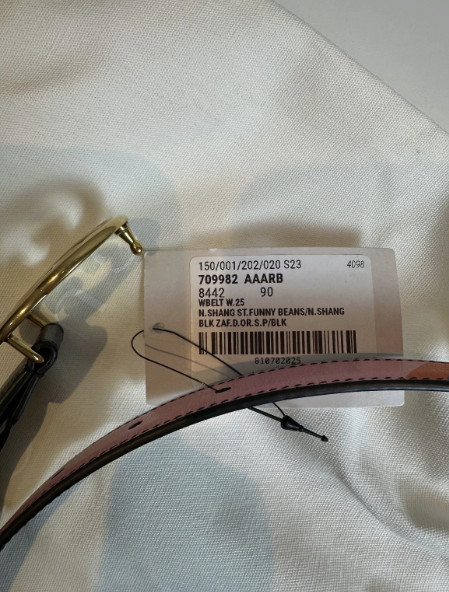 150/001/202/020 S23 4098
709982 AAARB
8442 90
WBELT W.25
N.SHANG ST.FUNNY BEANS/N.SHANG
BLK ZAF.D.OR.S.P/BLK
810702025